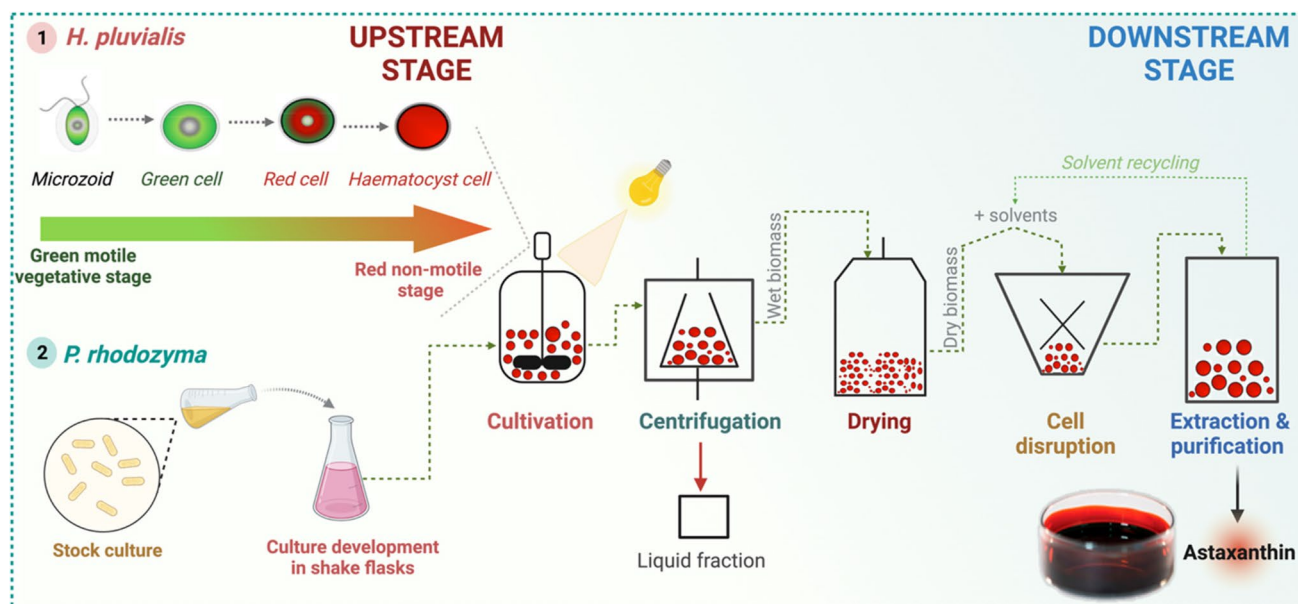 1 H. pluvialis
UPSTREAM
STAGE
DOWNSTREAM
STAGE
Microzoid
Green cell
Red cell
Haematocyst cell
Green motile
vegetative stage
Red non-motile
stage
2 P. rhodozyma
Stock culture
Culture development
in shake flasks
Cultivation
Centrifugation
Liquid fraction
Wet biomass
Drying
Dry biomass
+ solvents
Solvent recycling
Cell
disruption
Extraction &
purification
Astaxanthin